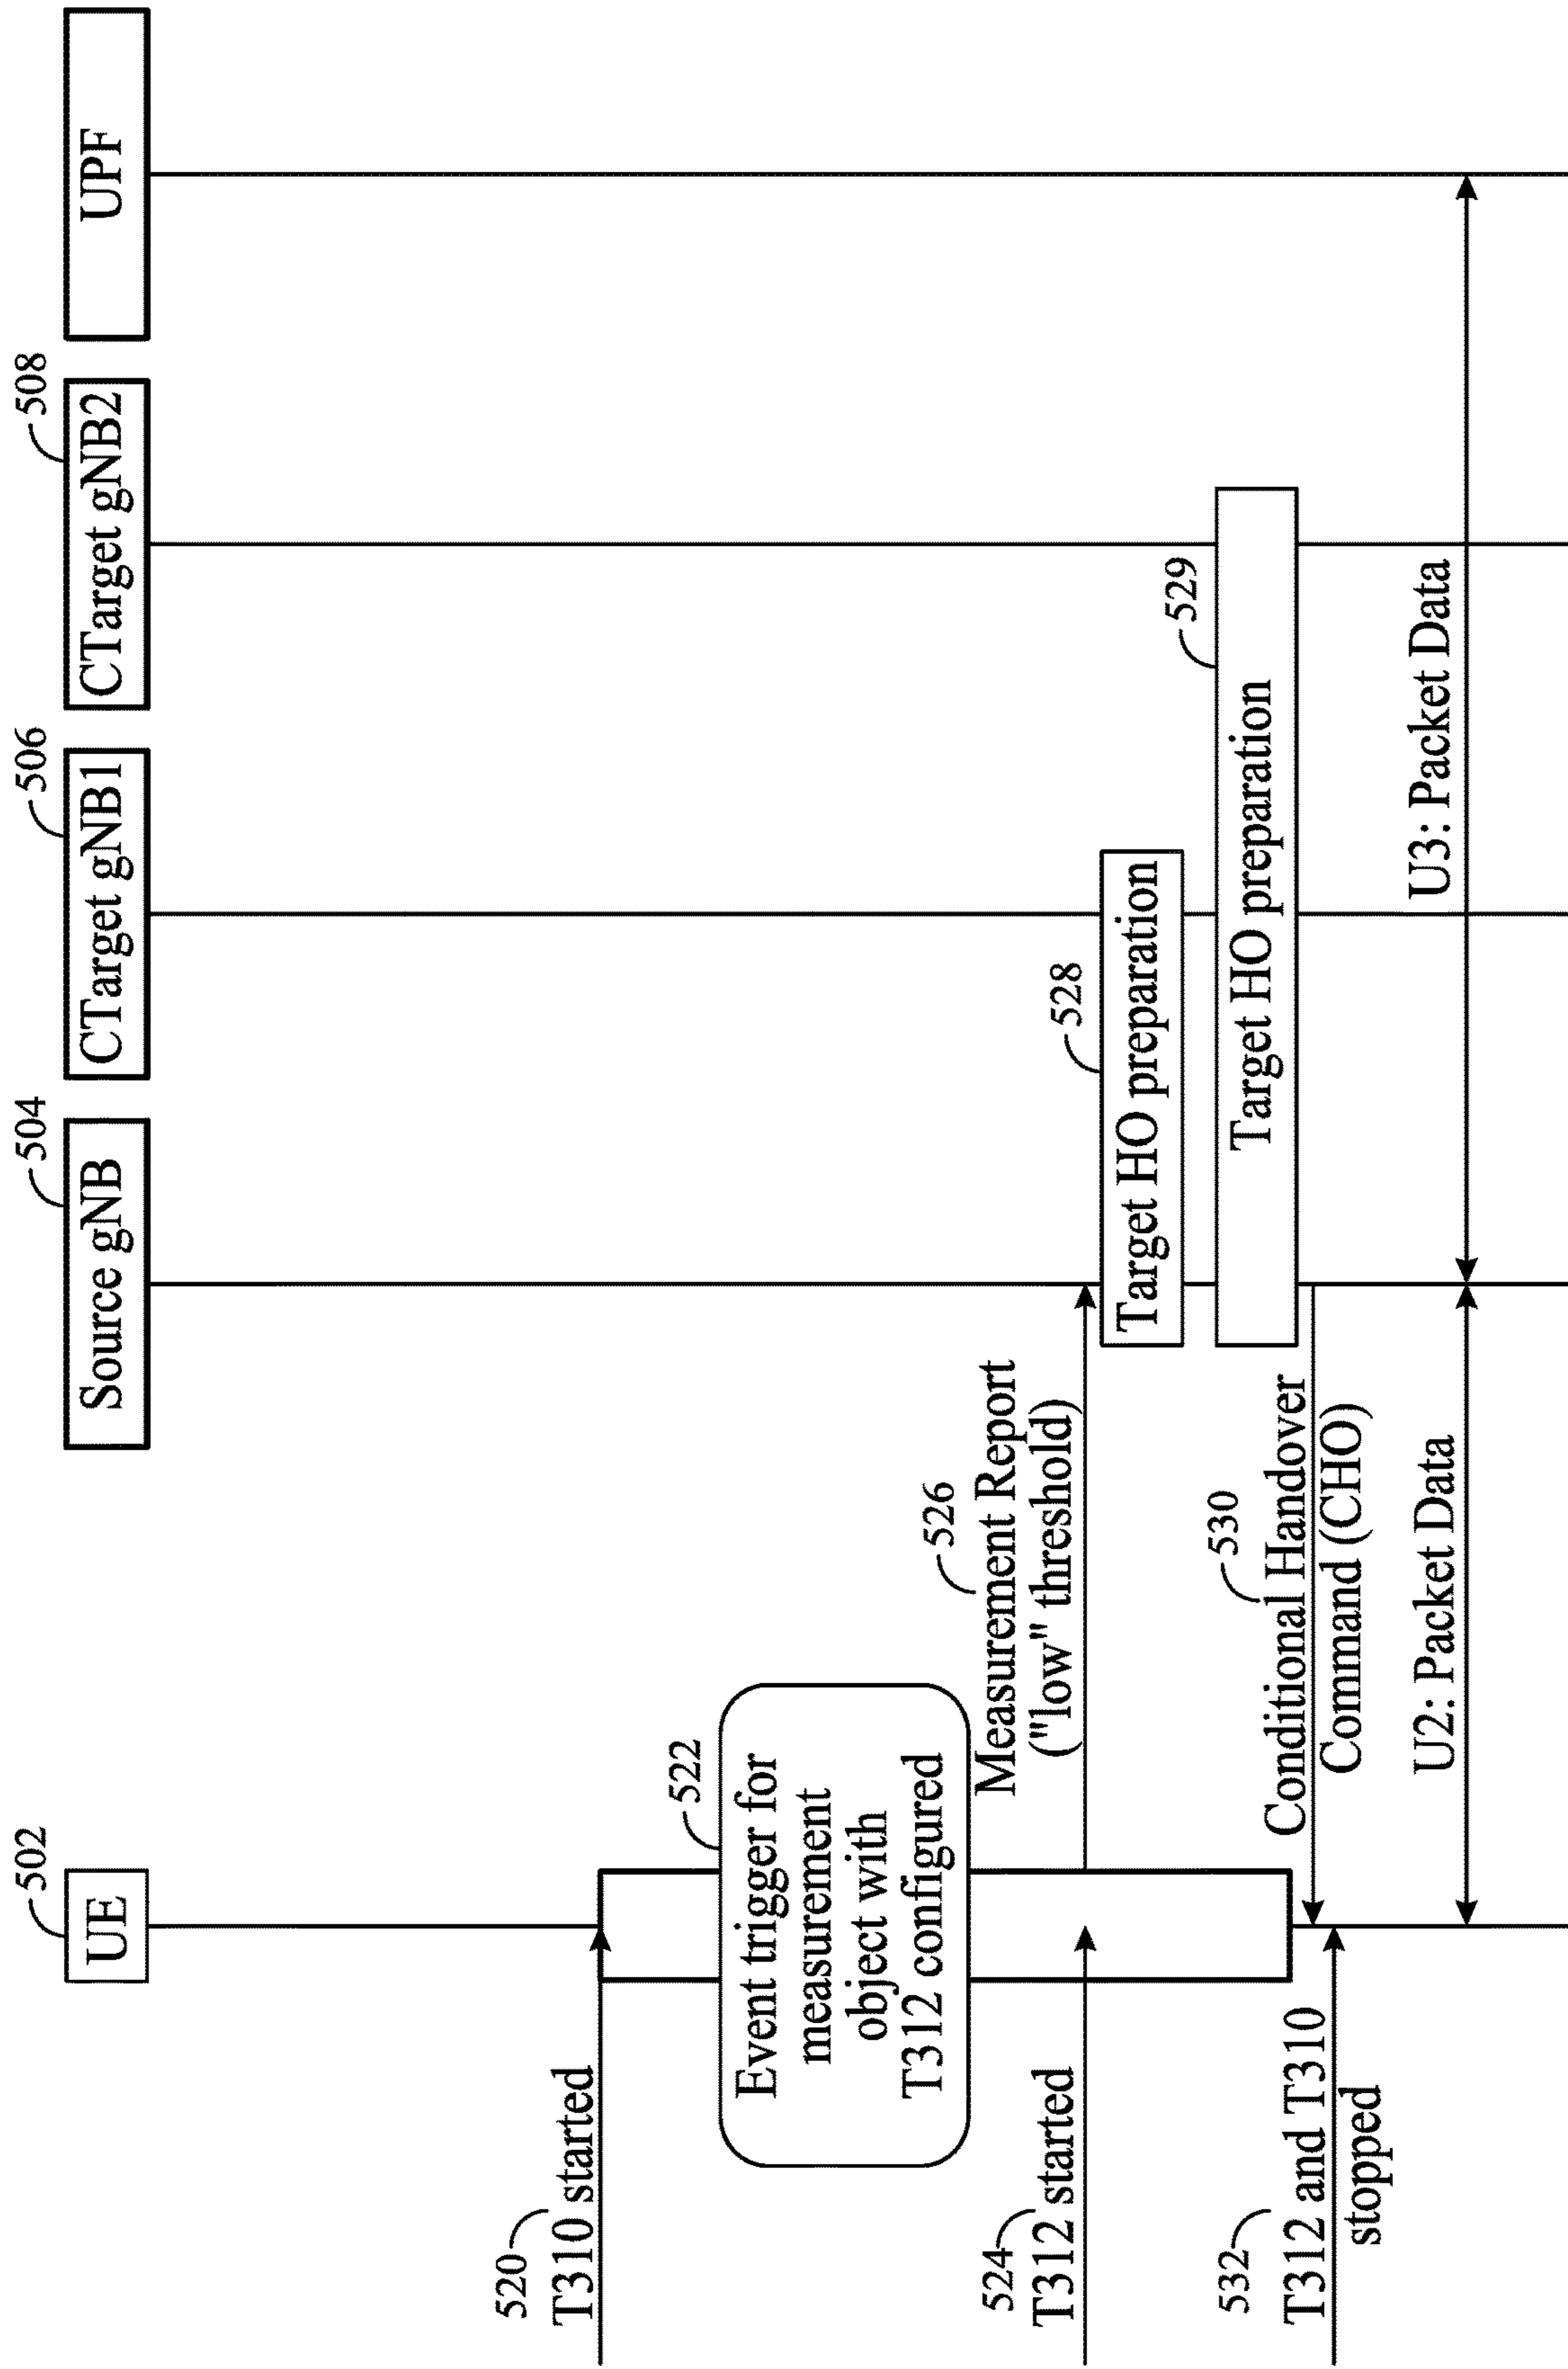 502
UE
504
Source gNB
506
CTarget gNB1
508
CTarget gNB2
UPF
520
T310 started
522
Event trigger for
measurement
object with
T312 configured
524
T312 started
526
Measurement Report
("low" threshold)
528
Target HO preparation
529
Target HO preparation
530
Conditional Handover
Command (CHO)
532
T312 and T310
stopped
U2: Packet Data
U3: Packet Data